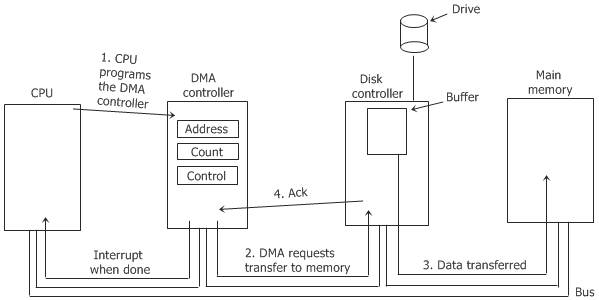 Drive
1. CPU
programs
the DMA
controller
CPU
DMA
controller
Disk
controller
Buffer
Main
memory
Address
Count
Control
4. Ack
Interrupt
when done
2. DMA requests
transfer to memory
3. Data transferred
Bus